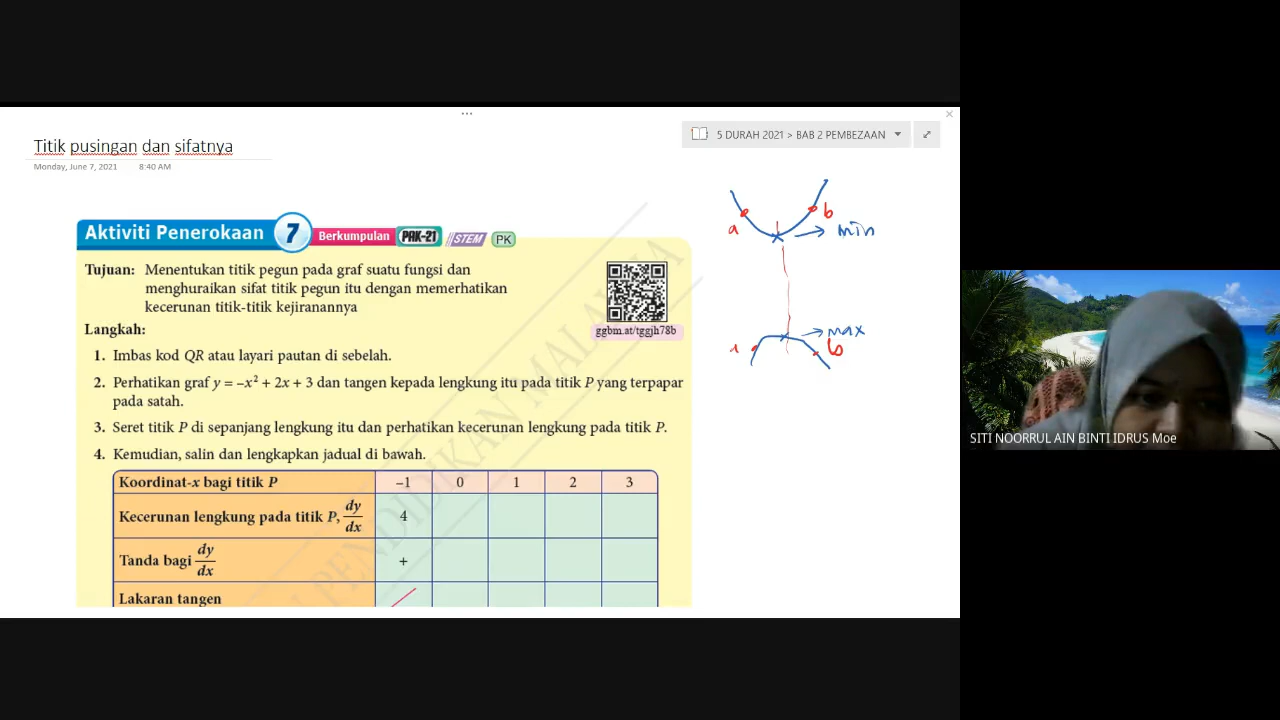 Titik pusingan dan sifatnya
Monday, June 7, 2021 8:40 AM
5 DURAH 2021 > BAB 2 PEMBEZAAN
Aktiviti Penerokaan 7 Berkumpulan PAK-21 STEM PK
Tujuan: Menentukan titik pegun pada graf suatu fungsi dan
menghuraikan sifat titik pegun itu dengan memerhatikan
kecerunan titik-titik kejiranannya
ggbm.at/tggjh78b
Langkah:
1. Imbas kod QR atau layari pautan di sebelah.
2. Perhatikan graf y = –x² + 2x + 3 dan tangen kepada lengkung itu pada titik P yang terpapar
pada satah.
3. Seret titik P di sepanjang lengkung itu dan perhatikan kecerunan lengkung pada titik P.
4. Kemudian, salin dan lengkapkan jadual di bawah.
Koordinat-x bagi titik P –1 0 1 2 3
Kecerunan lengkung pada titik P, dy/dx 4
Tanda bagi dy/dx +
Lakaran tangen
a b
min
max
a b
SITI NOORRUL AIN BINTI IDRUS Moe